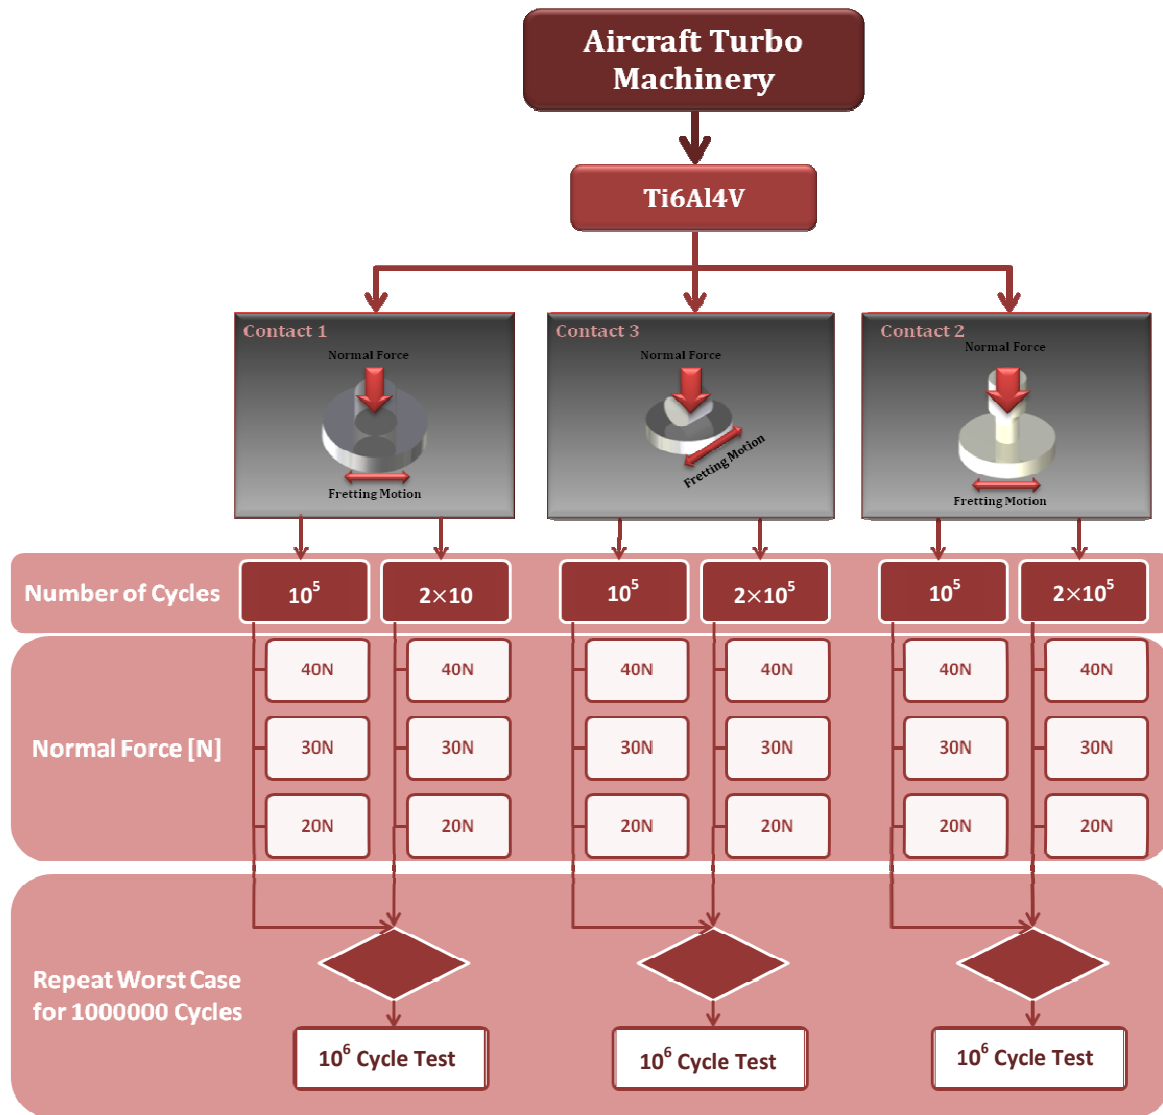 Aircraft Turbo
Machinery
Ti6Al4V
Contact 1
Normal Force
Fretting Motion
Contact 3
Normal Force
Fretting Motion
Contact 2
Normal Force
Fretting Motion
Number of Cycles
10⁵
2×10
10⁵
2×10⁵
10⁵
2×10⁵
Normal Force [N]
40N
40N
40N
40N
40N
40N
30N
30N
30N
30N
30N
30N
20N
20N
20N
20N
20N
20N
Repeat Worst Case
for 1000000 Cycles
10⁶ Cycle Test
10⁶ Cycle Test
10⁶ Cycle Test